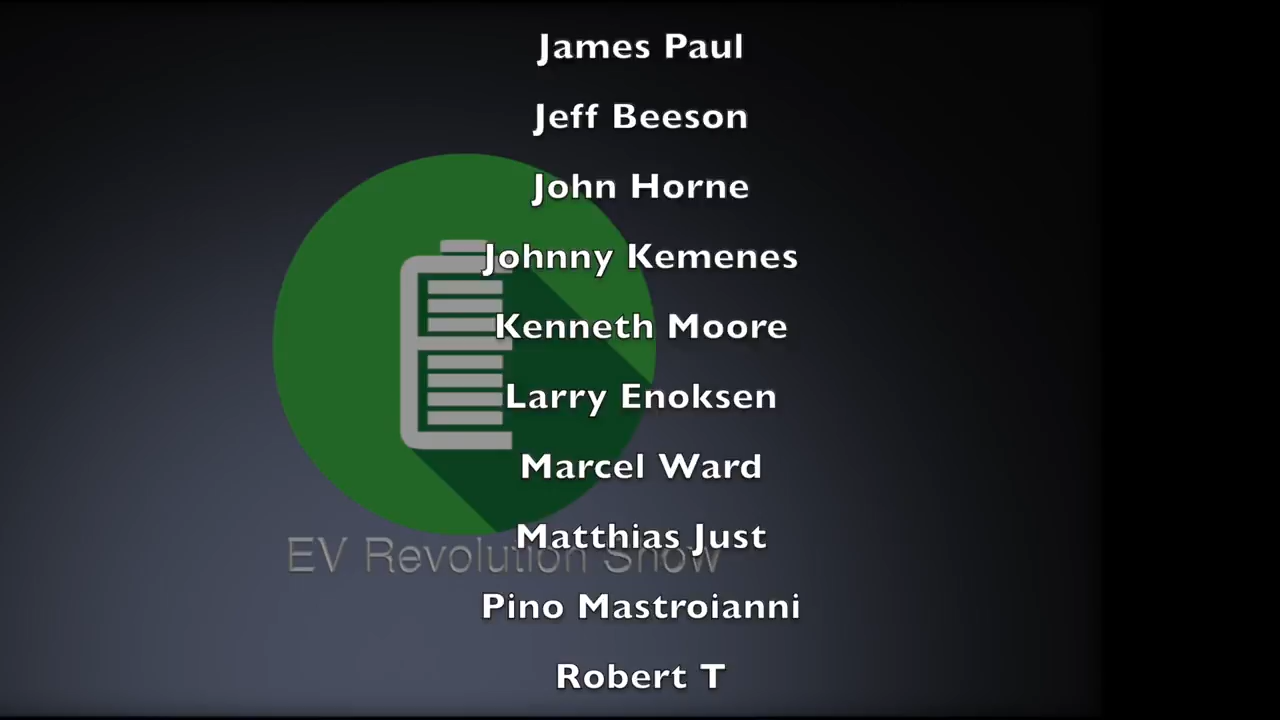 James Paul
Jeff Beeson
John Horne
Johnny Kemenes
Kenneth Moore
Larry Enoksen
Marcel Ward
Matthias Just
EV Revolution Show
Pino Mastroianni
Robert T